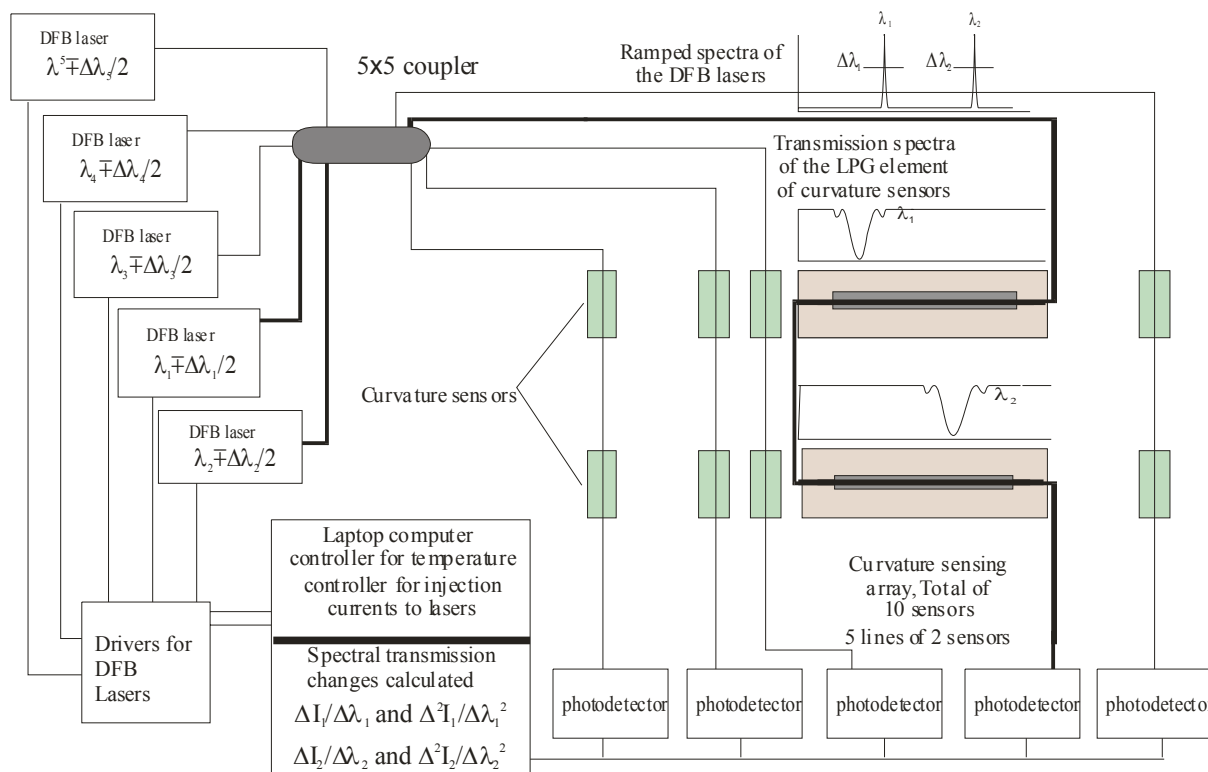 DFB laser
λ⁵∓Δλ₅/2
DFB laser
λ₄∓Δλ₄/2
DFB laser
λ₃∓Δλ₃/2
DFB laser
λ₁∓Δλ₁/2
DFB laser
λ₂∓Δλ₂/2
5x5 coupler
Ramped spectra of
the DFB lasers
λ₁
λ₂
Δλ₁
Δλ₂
Transmission spectra
of the LPG element
of curvature sensors
λ₁
λ₂
Curvature sensors
Curvature sensing
array, Total of
10 sensors
5 lines of 2 sensors
Drivers for
DFB
Lasers
Laptop computer
controller for temperature
controller for injection
currents to lasers
Spectral transmission
changes calculated
ΔI₁/Δλ₁ and Δ²I₁/Δλ₁²
ΔI₂/Δλ₂ and Δ²I₂/Δλ₂²
photodetector
photodetector
photodetector
photodetector
photodetector